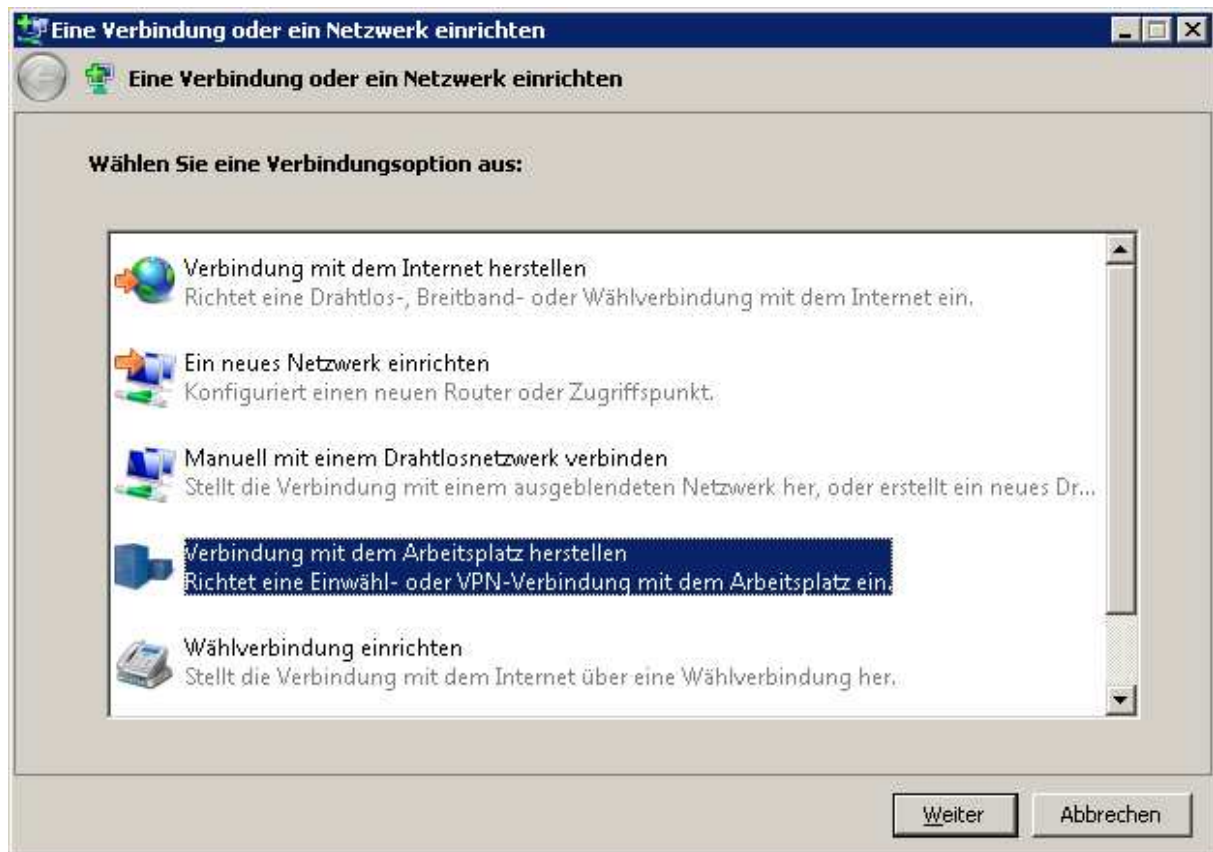 Eine Verbindung oder ein Netzwerk einrichten
Eine Verbindung oder ein Netzwerk einrichten
Wählen Sie eine Verbindungsoption aus:
Verbindung mit dem Internet herstellen
Richtet eine Drahtlos-, Breitband- oder Wählverbindung mit dem Internet ein.
Ein neues Netzwerk einrichten
Konfiguriert einen neuen Router oder Zugriffspunkt.
Manuell mit einem Drahtlosnetzwerk verbinden
Stellt die Verbindung mit einem ausgeblendeten Netzwerk her, oder erstellt ein neues Dr...
Verbindung mit dem Arbeitsplatz herstellen
Richtet eine Einwähl- oder VPN-Verbindung mit dem Arbeitsplatz ein.
Wählverbindung einrichten
Stellt die Verbindung mit dem Internet über eine Wählverbindung her.
Weiter Abbrechen